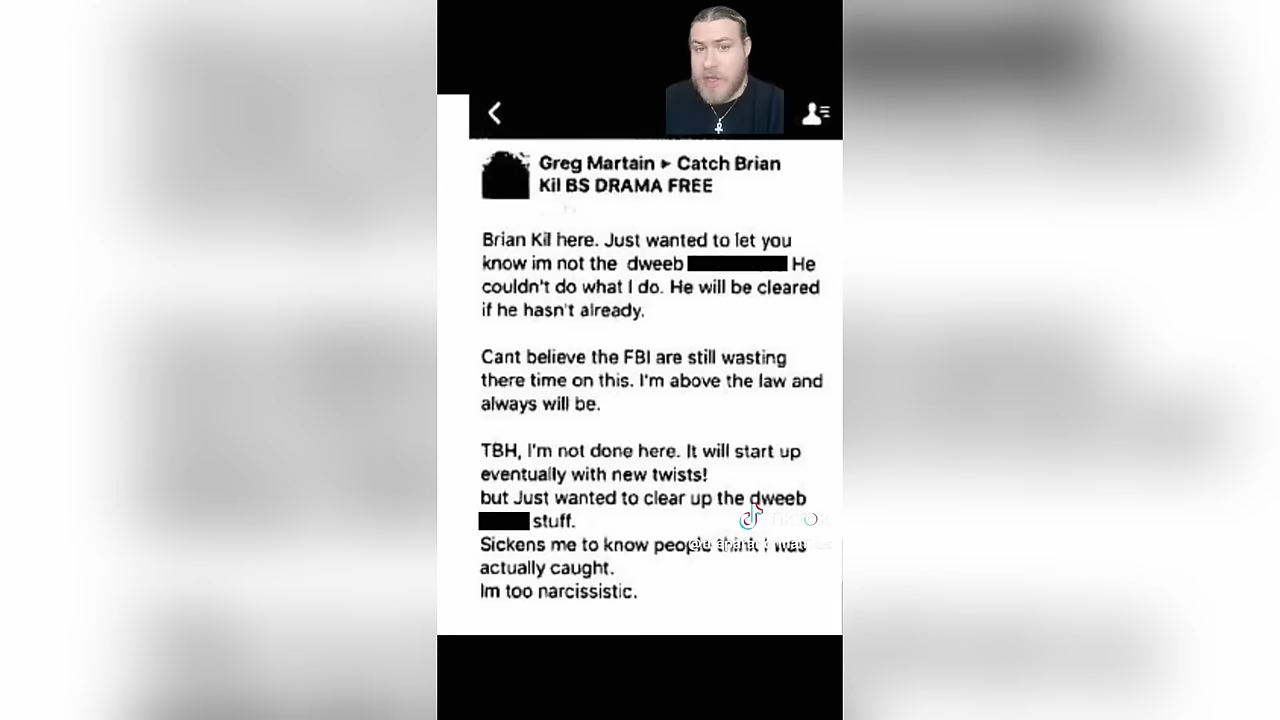 Greg Martain ▸ Catch Brian
Kil BS DRAMA FREE
Brian Kil here. Just wanted to let you
know im not the dweeb He
couldn't do what I do. He will be cleared
if he hasn't already.
Cant believe the FBI are still wasting
there time on this. I'm above the law and
always will be.
TBH, I'm not done here. It will start up
eventually with new twists!
but Just wanted to clear up the dweeb
stuff.
TikTok
Sickens me to know people think I was
actually caught.
Im too narcissistic.